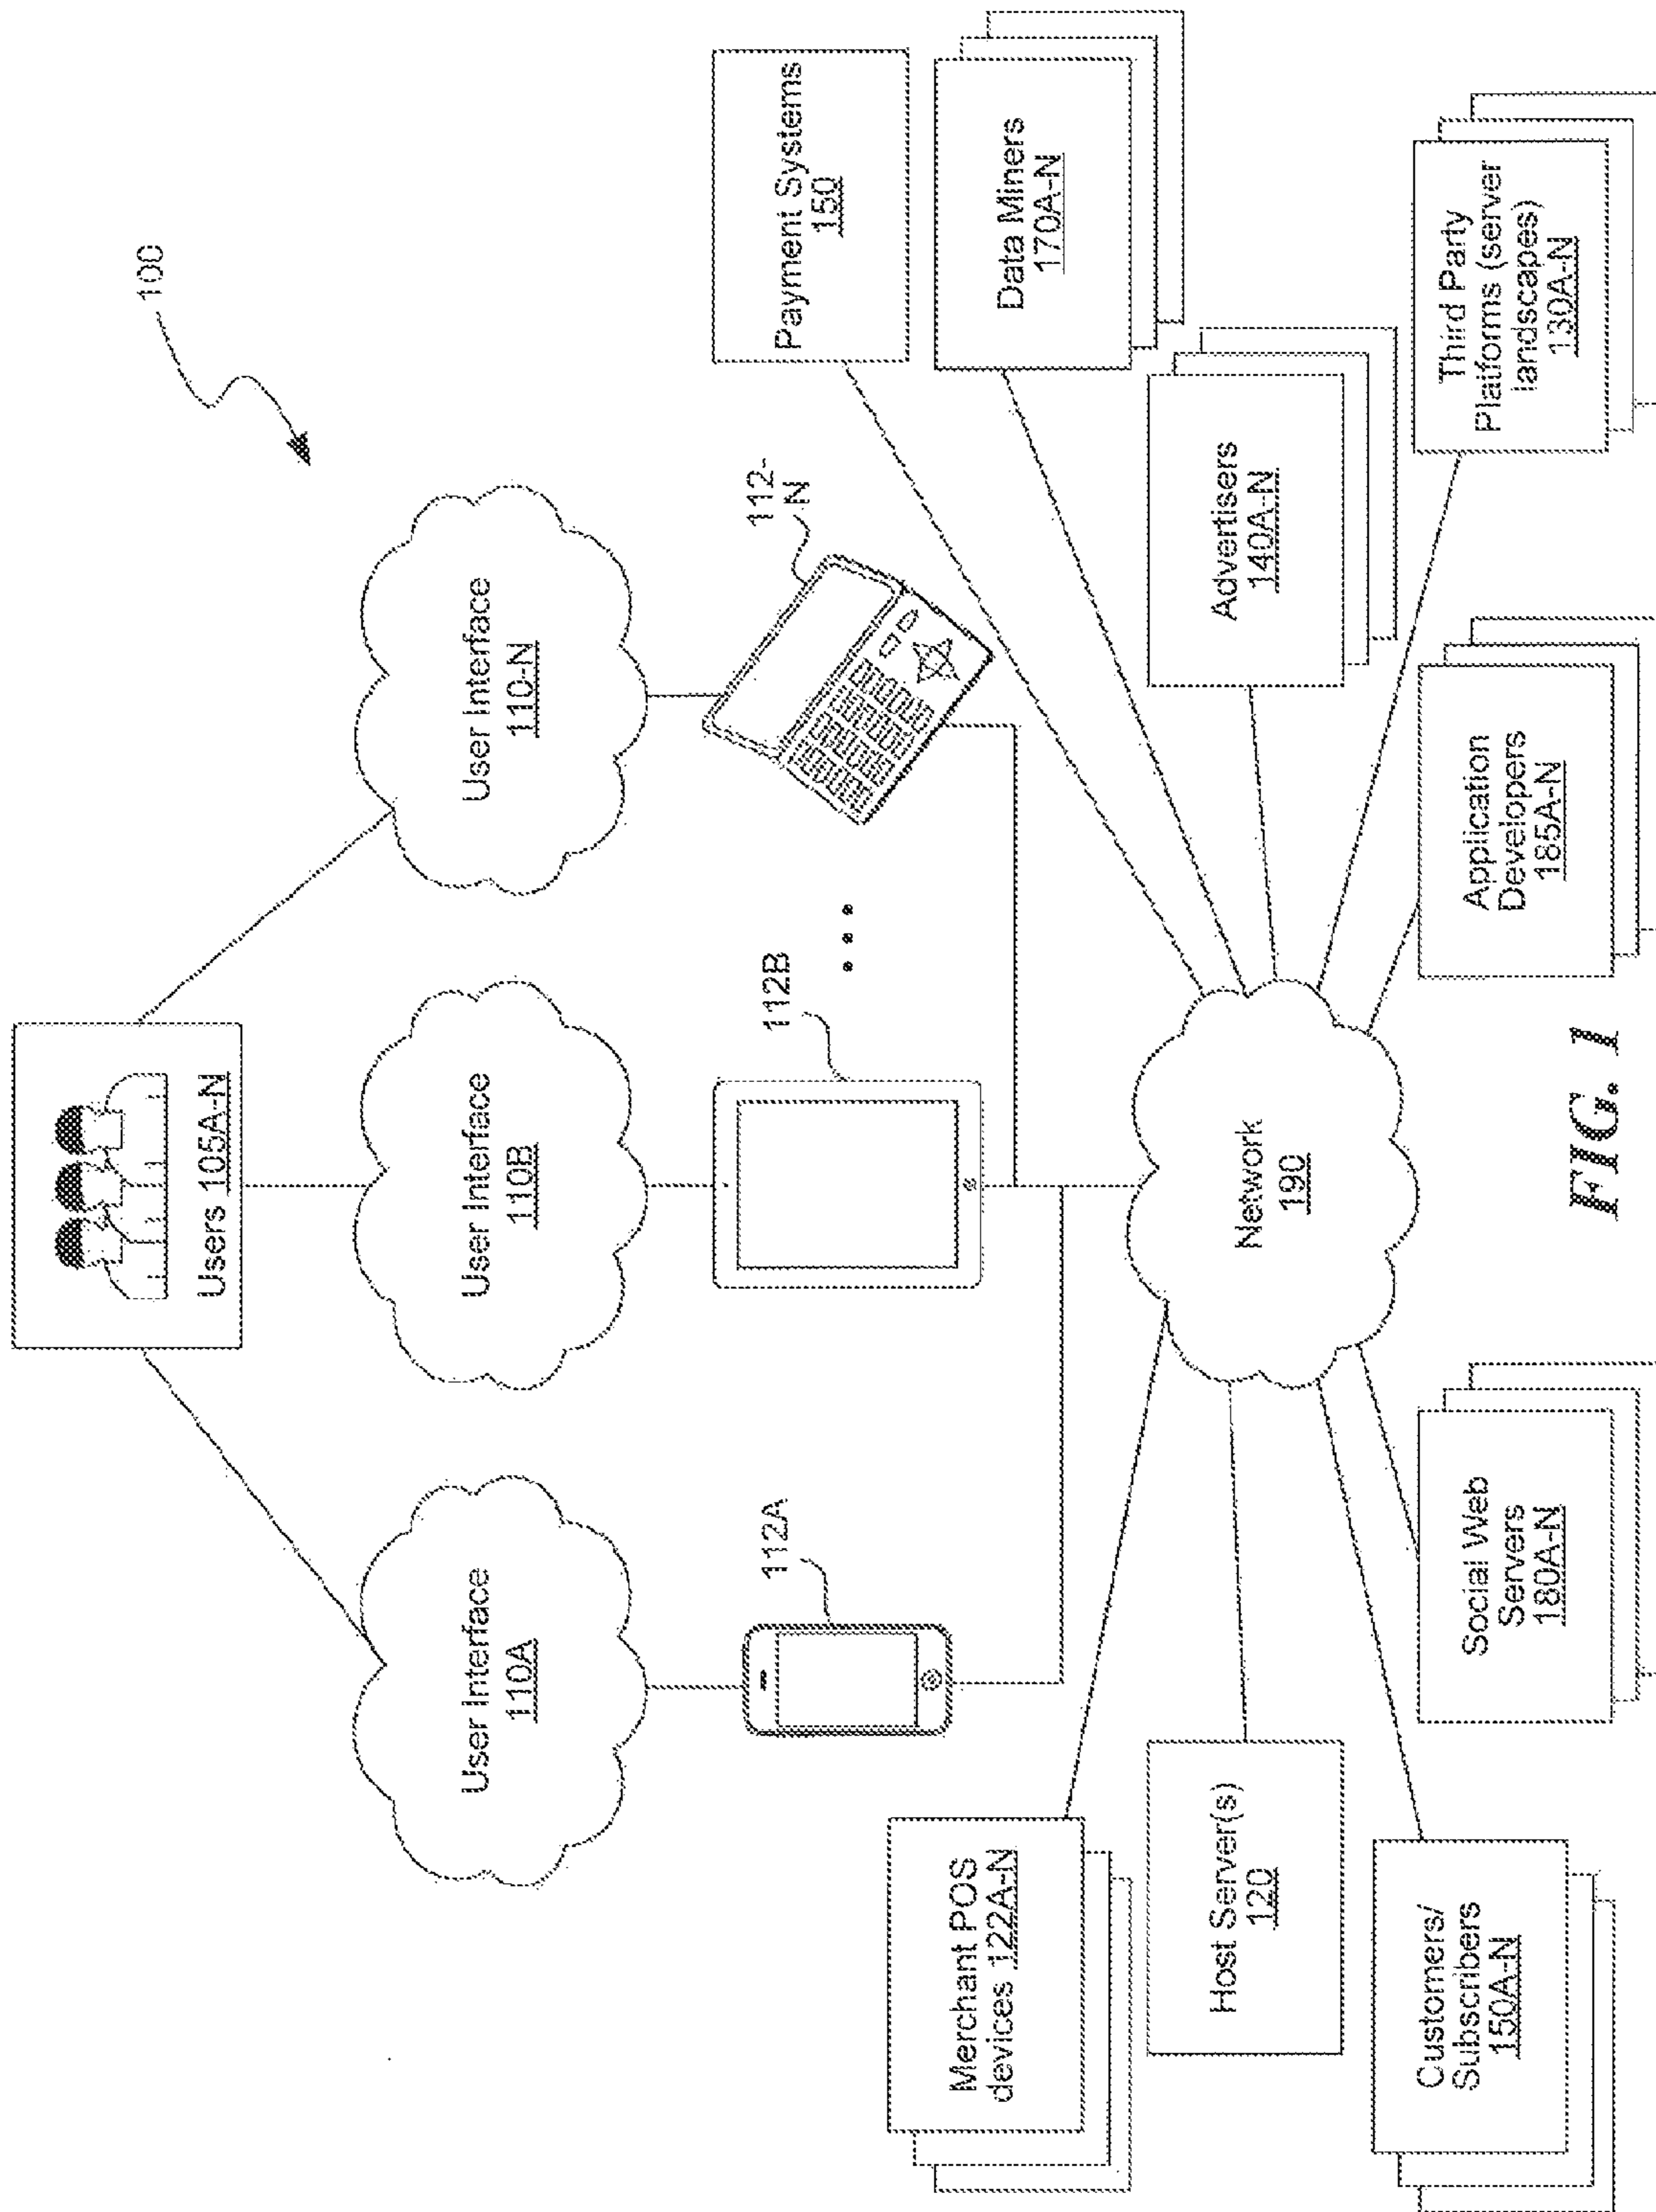 100
Users 105A-N
User Interface
110A
User Interface
110B
User Interface
110-N
112A
112B
112-
N
Payment Systems
150
Data Miners
170A-N
Advertisers
140A-N
Third Party
Platforms (server
landscapes)
130A-N
Application
Developers
185A-N
Network
190
Merchant POS
devices 122A-N
Host Server(s)
120
Customers/
Subscribers
150A-N
Social Web
Servers
180A-N
FIG. 1